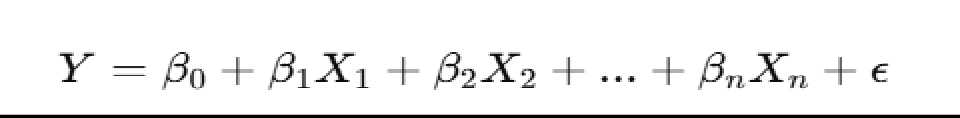 Y = β₀ + β₁X₁ + β₂X₂ + ... + βₙXₙ + ϵ